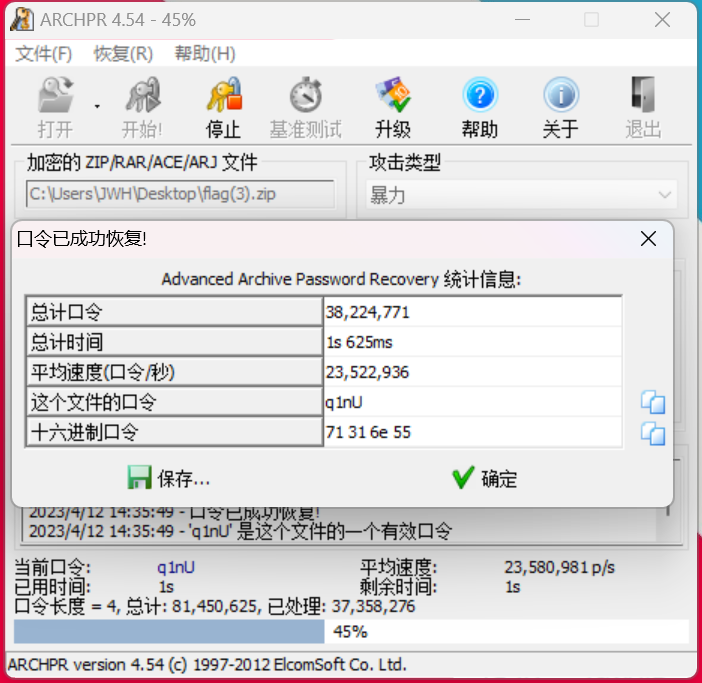 ARCHPR 4.54 - 45%
文件(F) 恢复(R) 帮助(H)
打开 开始! 停止 基准测试 升级 帮助 关于 退出
加密的 ZIP/RAR/ACE/ARJ 文件 攻击类型
C:\Users\JWH\Desktop\flag(3).zip 暴力
口令已成功恢复!
Advanced Archive Password Recovery 统计信息:
总计口令 38,224,771
总计时间 1s 625ms
平均速度(口令/秒) 23,522,936
这个文件的口令 q1nU
十六进制口令 71 31 6e 55
保存... 确定
2023/4/12 14:35:49 - 口令已成功恢复!
2023/4/12 14:35:49 - 'q1nU' 是这个文件的一个有效口令
当前口令: q1nU 平均速度: 23,580,981 p/s
已用时间: 1s 剩余时间: 1s
口令长度 = 4, 总计: 81,450,625, 已处理: 37,358,276
45%
ARCHPR version 4.54 (c) 1997-2012 ElcomSoft Co. Ltd.